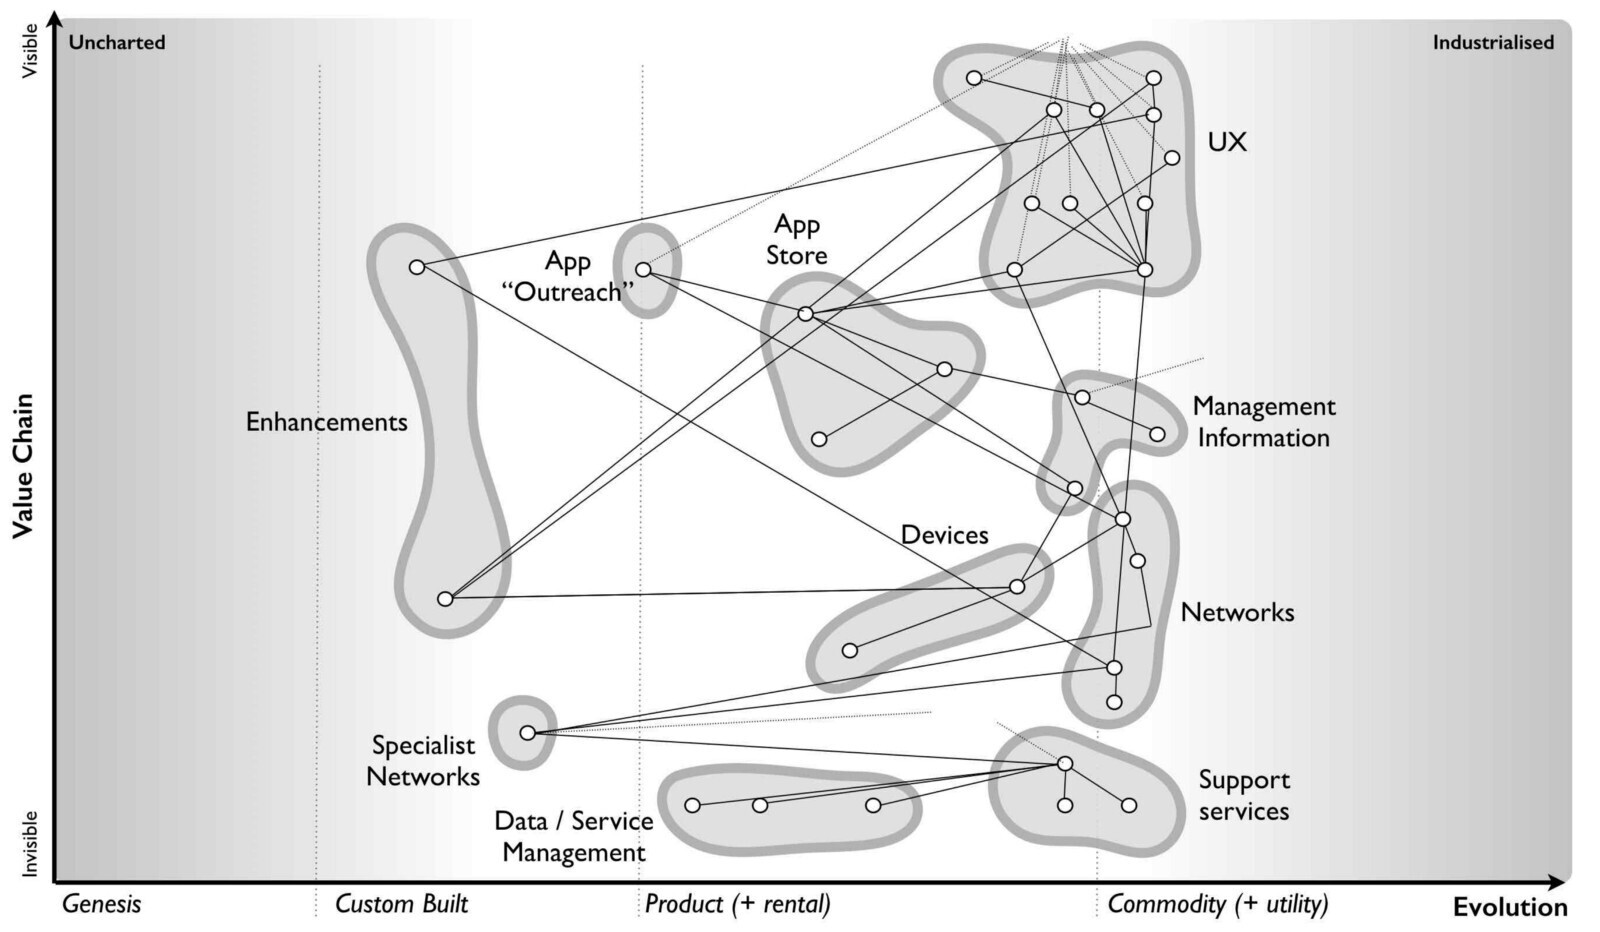 Visible
Uncharted
Industrialised
UX
App
Store
App
“Outreach”
Enhancements
Management
Information
Value Chain
Devices
Networks
Specialist
Networks
Support
services
Data / Service
Management
Invisible
Genesis
Custom Built
Product (+ rental)
Commodity (+ utility)
Evolution